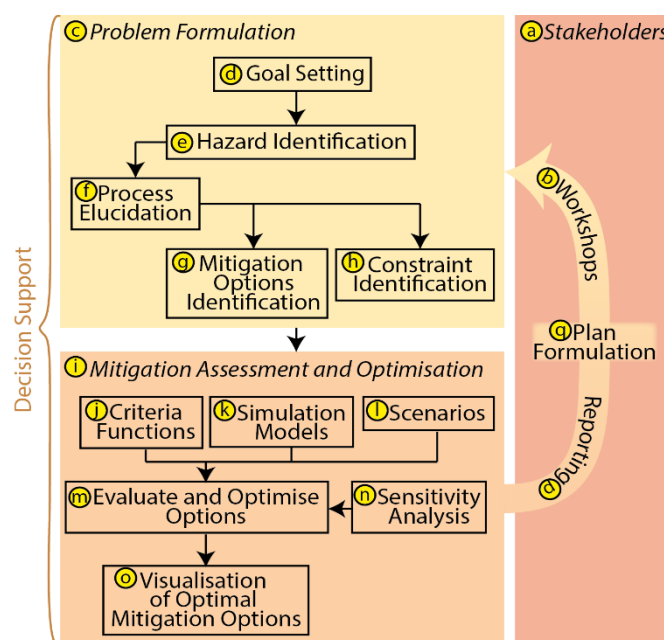 c Problem Formulation
d Goal Setting
e Hazard Identification
f Process
Elucidation
g Mitigation
Options
Identification
h Constraint
Identification
Decision Support
i Mitigation Assessment and Optimisation
j Criteria
Functions
k Simulation
Models
l Scenarios
m Evaluate and Optimise
Options
n Sensitivity
Analysis
o Visualisation
of Optimal
Mitigation Options
a Stakeholders
b Workshops
q Plan
Formulation
p Reporting